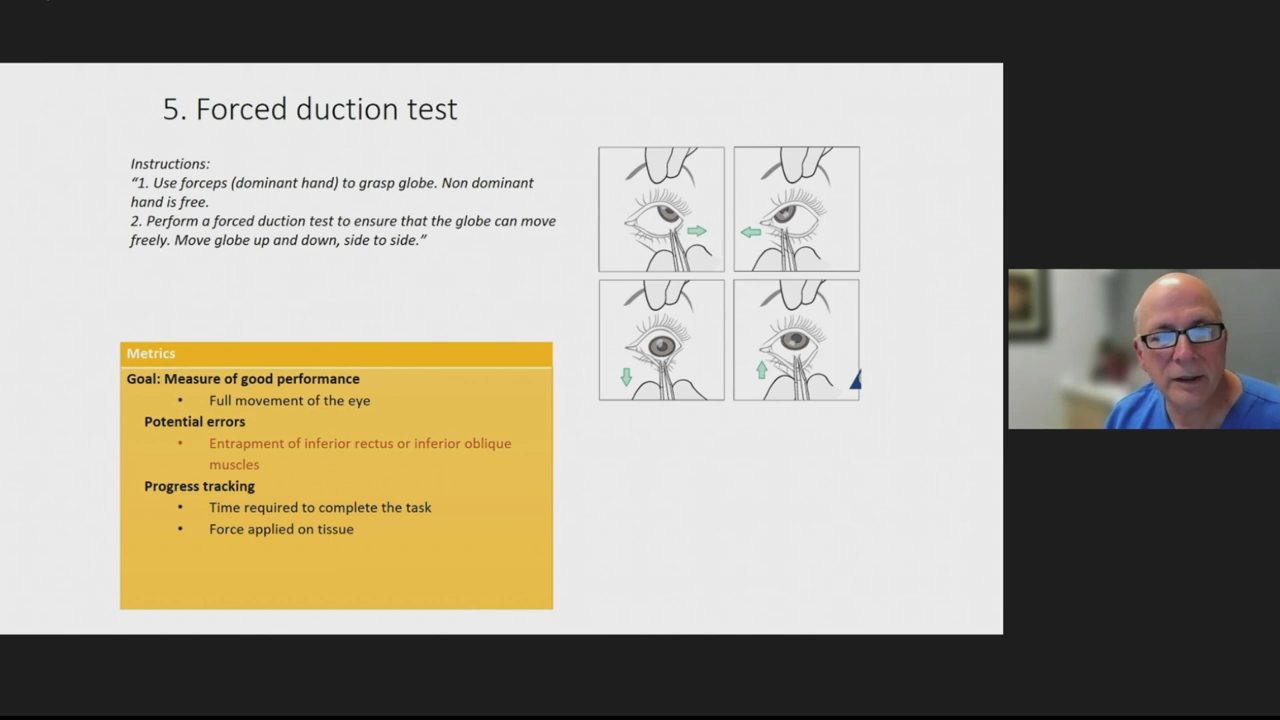 5. Forced duction test
Instructions:
“1. Use forceps (dominant hand) to grasp globe. Non dominant
hand is free.
2. Perform a forced duction test to ensure that the globe can move
freely. Move globe up and down, side to side.”
Metrics
Goal: Measure of good performance
• Full movement of the eye
Potential errors
• Entrapment of inferior rectus or inferior oblique
muscles
Progress tracking
• Time required to complete the task
• Force applied on tissue